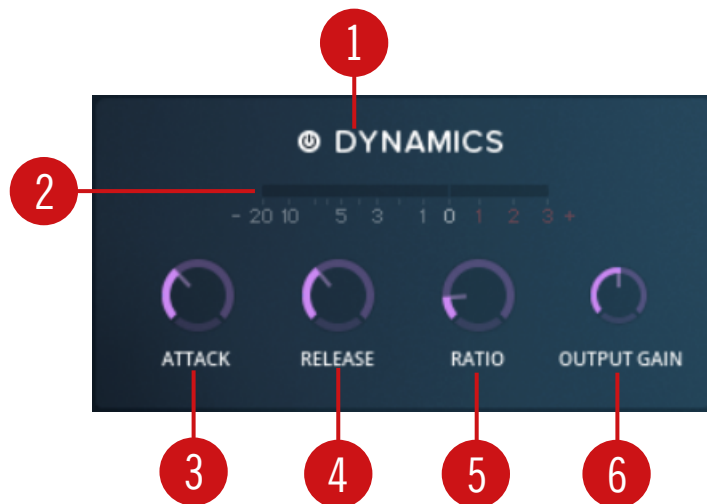 1
DYNAMICS
2
- 20 10 5 3 1 0 1 2 3 +
ATTACK RELEASE RATIO OUTPUT GAIN
3 4 5 6